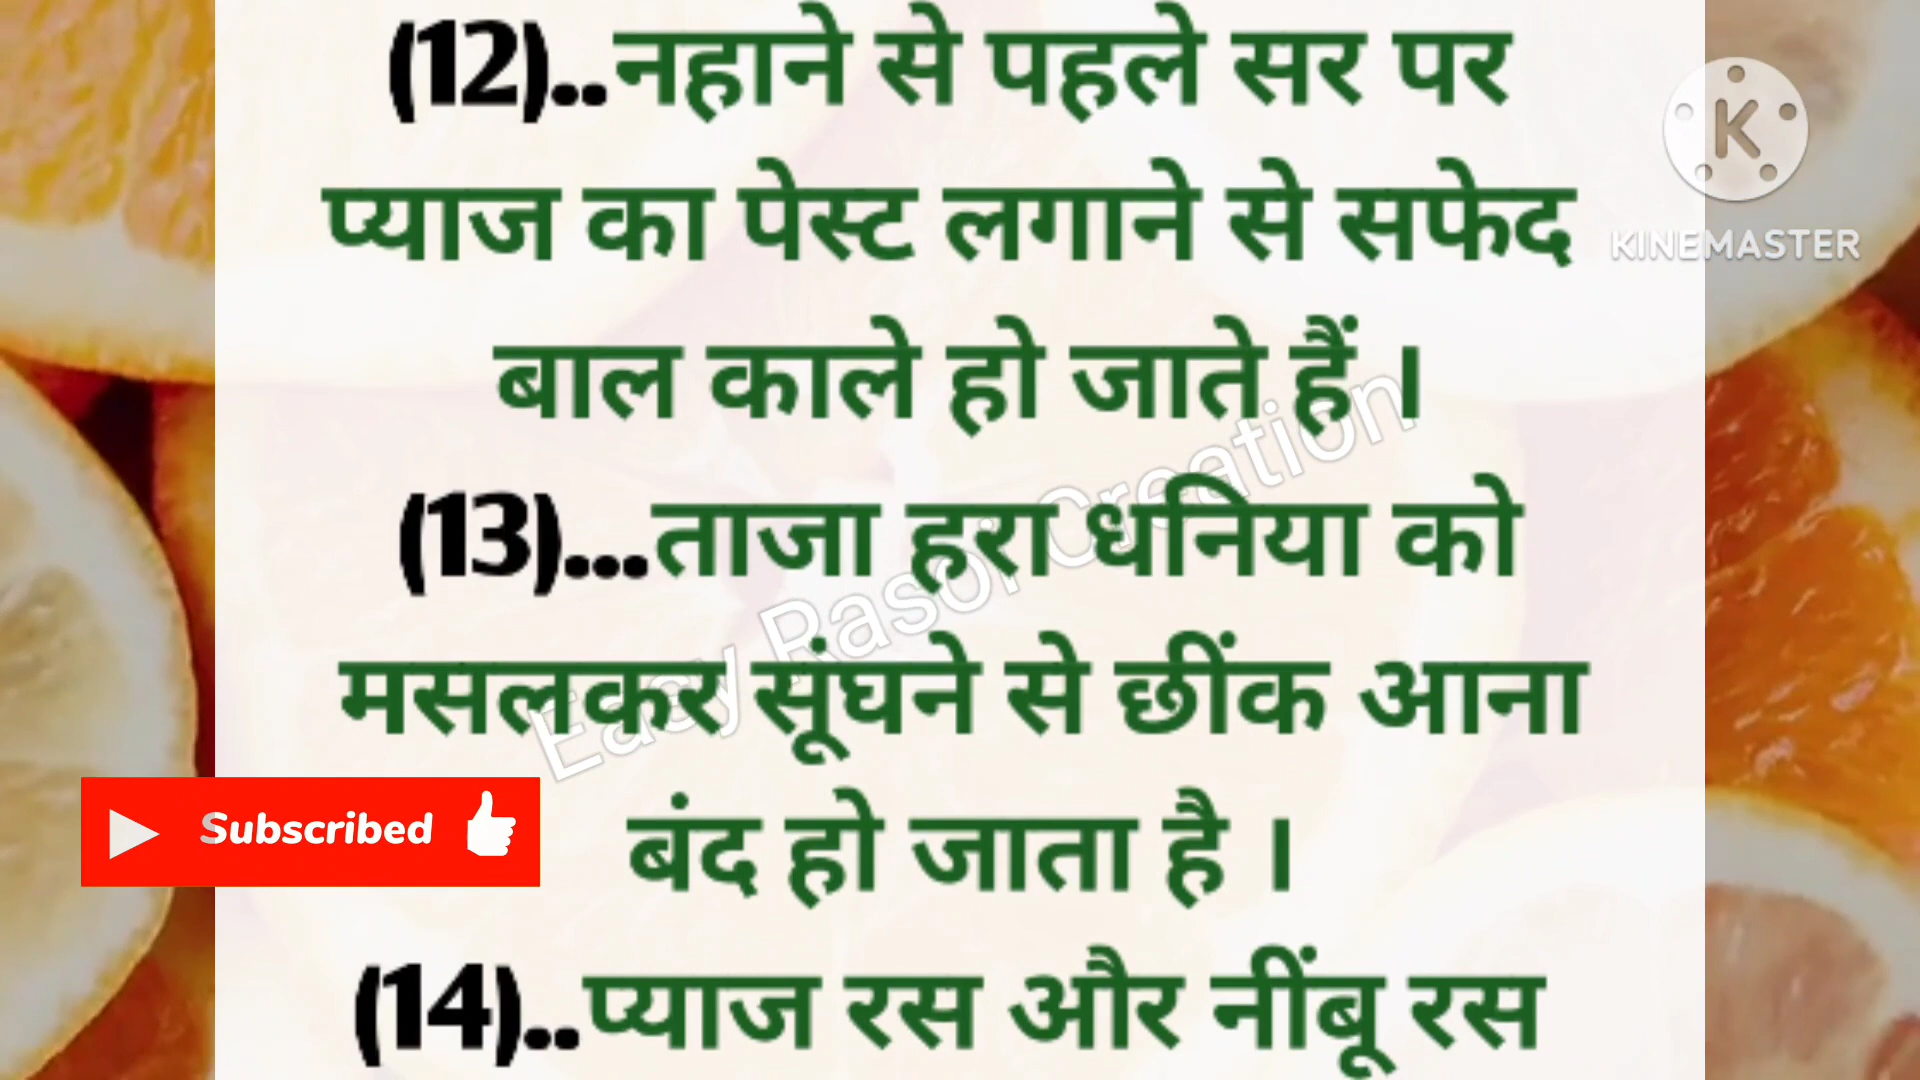 (12)..नहाने से पहले सर पर
प्याज का पेस्ट लगाने से सफेद
बाल काले हो जाते हैं ।
(13)...ताजा हरा धनिया को
मसलकर सूंघने से छींक आना
बंद हो जाता है ।
(14)..प्याज रस और नींबू रस
K
KINEMASTER
Easy Rasoi Creation
Subscribed